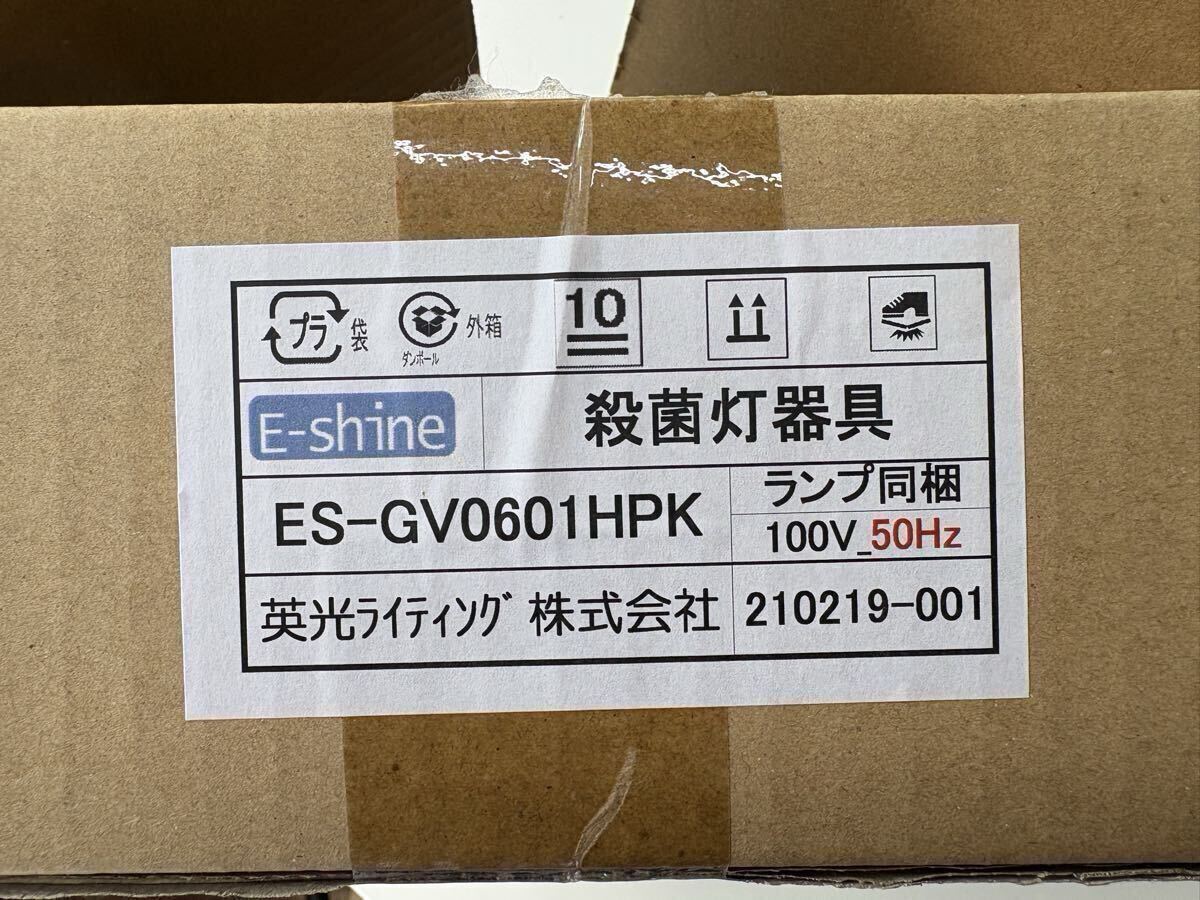 プラ 袋 ダンボール 外箱 10
E-shine 殺菌灯器具
ES-GV0601HPK ランプ同梱
100V_50Hz
英光ライティング 株式会社 210219-001